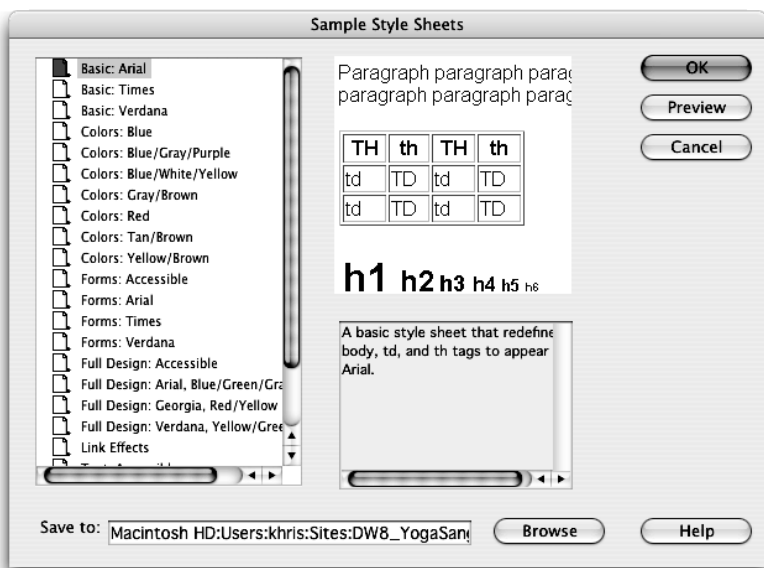 Sample Style Sheets
Basic: Arial
Basic: Times
Basic: Verdana
Colors: Blue
Colors: Blue/Gray/Purple
Colors: Blue/White/Yellow
Colors: Gray/Brown
Colors: Red
Colors: Tan/Brown
Colors: Yellow/Brown
Forms: Accessible
Forms: Arial
Forms: Times
Forms: Verdana
Full Design: Accessible
Full Design: Arial, Blue/Green/Gra
Full Design: Georgia, Red/Yellow
Full Design: Verdana, Yellow/Gree
Link Effects
Paragraph paragraph parag
paragraph paragraph parag
TH th TH th
td TD td TD
td TD td TD
h1 h2 h3 h4 h5 h6
A basic style sheet that redefine
body, td, and th tags to appear
Arial.
OK
Preview
Cancel
Save to: Macintosh HD:Users:khris:Sites:DW8_YogaSang
Browse
Help